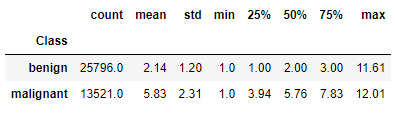 count mean std min 25% 50% 75% max
Class
benign 25796.0 2.14 1.20 1.0 1.00 2.00 3.00 11.61
malignant 13521.0 5.83 2.31 1.0 3.94 5.76 7.83 12.01